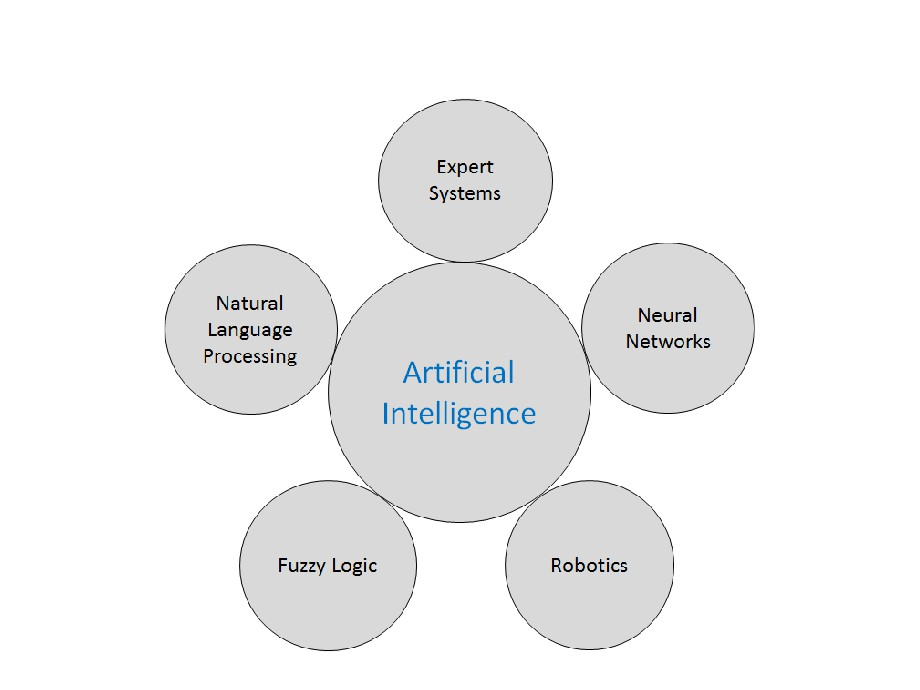 Expert
Systems
Natural
Language
Processing
Neural
Networks
Artificial
Intelligence
Fuzzy Logic
Robotics